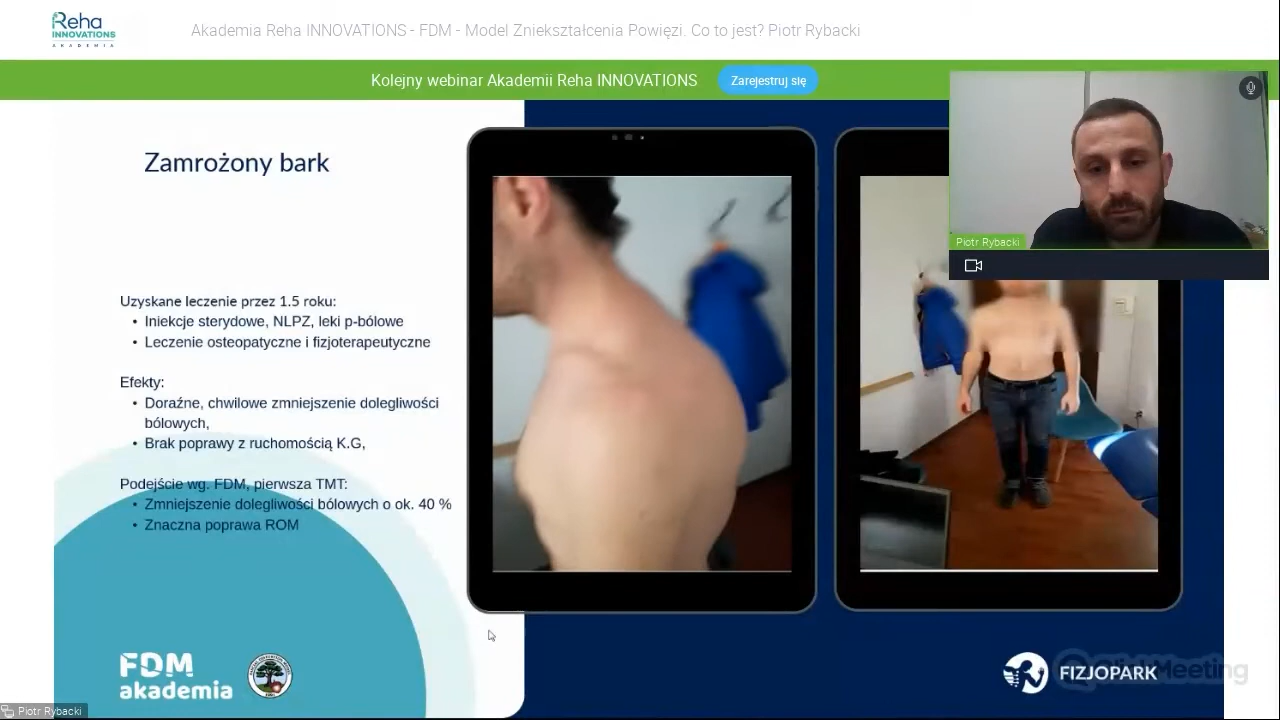 Reha
INNOVATIONS
AKADEMIA
Akademia Reha INNOVATIONS - FDM - Model Zniekształcenia Powięzi. Co to jest? Piotr Rybacki
Kolejny webinar Akademii Reha INNOVATIONS
Zarejestruj się
Piotr Rybacki
Zamrożony bark
Uzyskane leczenie przez 1.5 roku:
• Iniekcje sterydowe, NLPZ, leki p-bólowe
• Leczenie osteopatyczne i fizjoterapeutyczne
Efekty:
• Doraźne, chwilowe zmniejszenie dolegliwości
bólowych,
• Brak poprawy z ruchomością K.G,
Podejście wg. FDM, pierwsza TMT:
• Zmniejszenie dolegliwości bólowych o ok. 40 %
• Znaczna poprawa ROM
FDM
akademia
FIZJOPARK
ClickMeeting
Piotr Rybacki